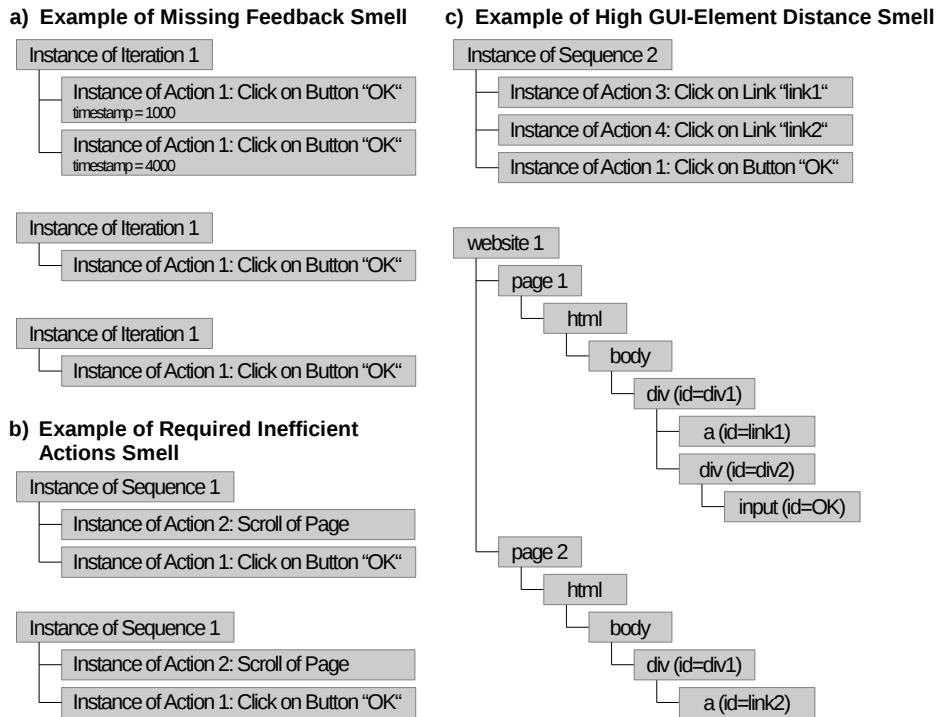 a) Example of Missing Feedback Smell
Instance of Iteration 1
Instance of Action 1: Click on Button “OK“
timestamp = 1000
Instance of Action 1: Click on Button “OK“
timestamp = 4000
Instance of Iteration 1
Instance of Action 1: Click on Button “OK“
Instance of Iteration 1
Instance of Action 1: Click on Button “OK“
b) Example of Required Inefficient
Actions Smell
Instance of Sequence 1
Instance of Action 2: Scroll of Page
Instance of Action 1: Click on Button “OK“
Instance of Sequence 1
Instance of Action 2: Scroll of Page
Instance of Action 1: Click on Button “OK“
c) Example of High GUI-Element Distance Smell
Instance of Sequence 2
Instance of Action 3: Click on Link “link1“
Instance of Action 4: Click on Link “link2“
Instance of Action 1: Click on Button “OK“
website 1
page 1
html
body
div (id=div1)
a (id=link1)
div (id=div2)
input (id=OK)
page 2
html
body
div (id=div1)
a (id=link2)